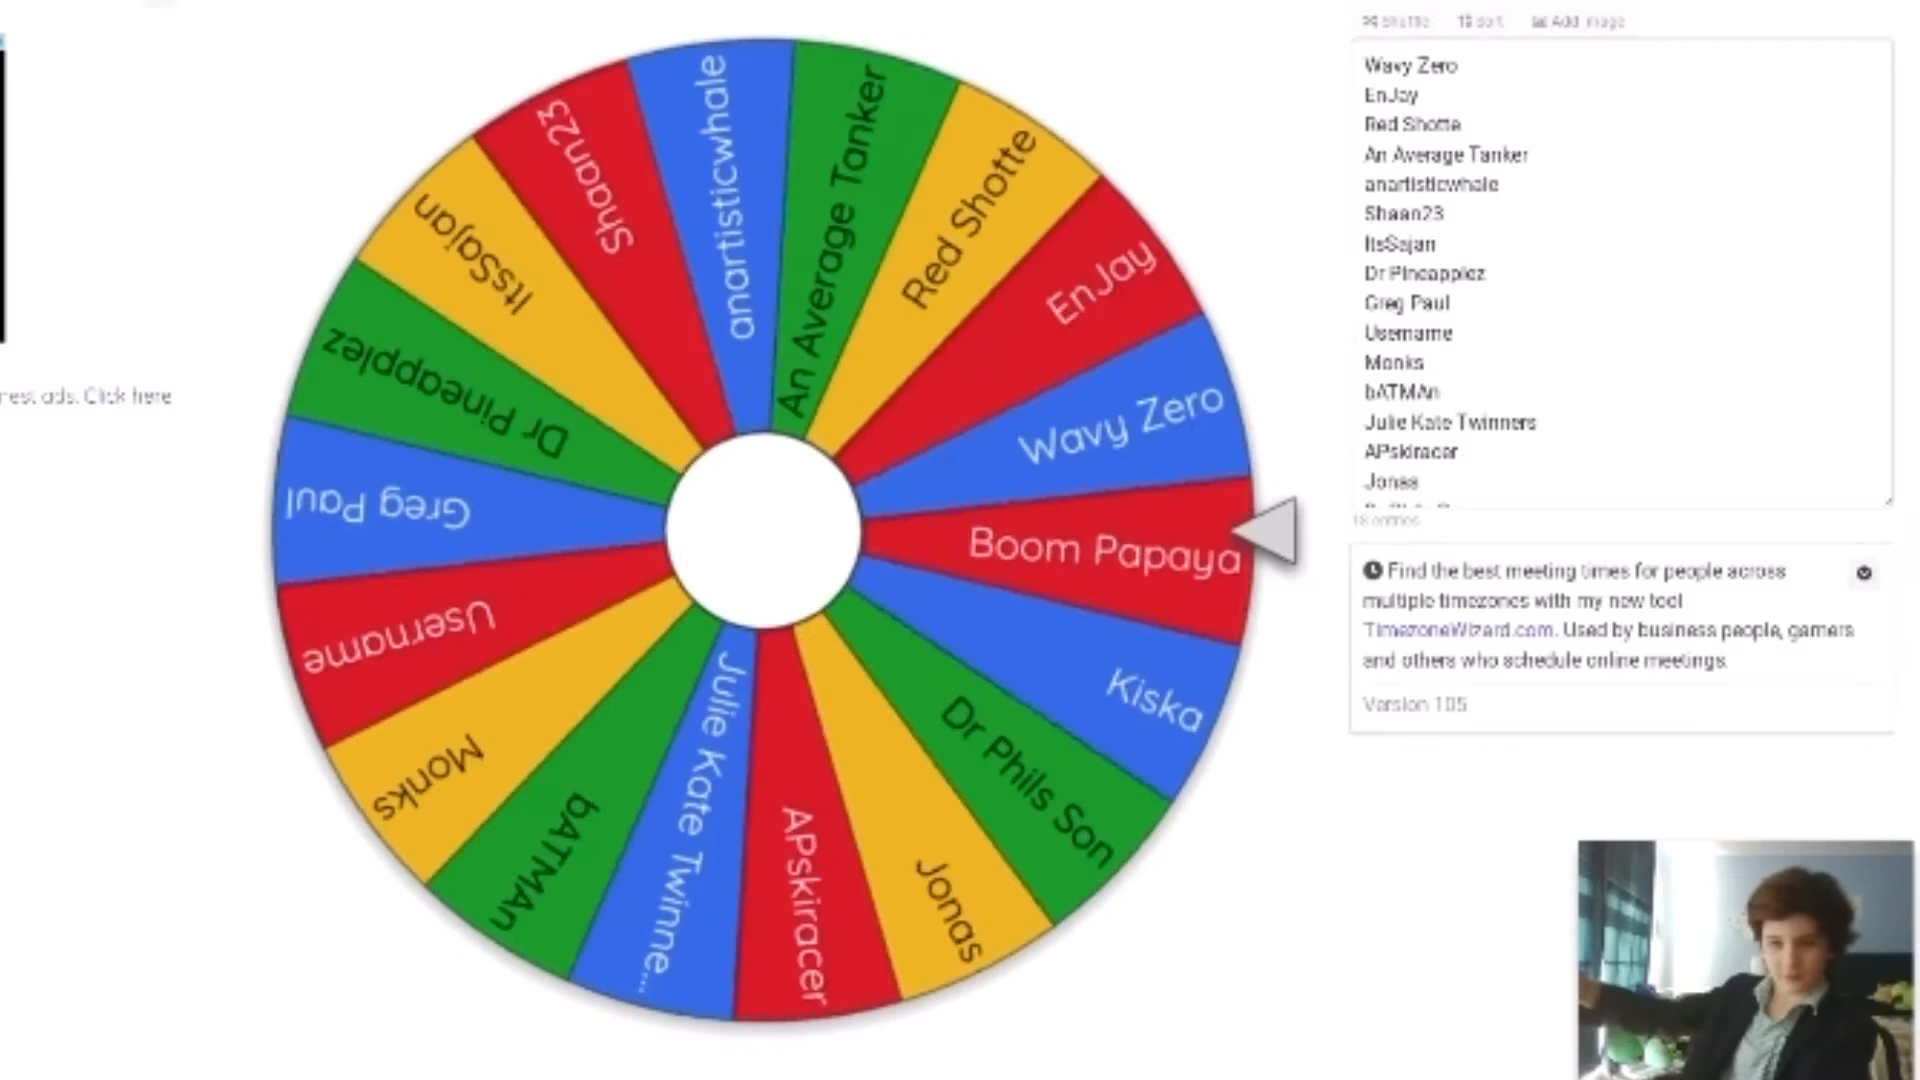 Shuffle Sort Add image
Wavy Zero
EnJay
Red Shotte
An Average Tanker
anartisticwhale
Shaan23
ItsSajan
Dr Pineapplez
Greg Paul
Username
Monks
bATMAn
Julie Kate Twinners
APskiracer
Jonas
18 entries
Find the best meeting times for people across
multiple timezones with my new tool
TimezoneWizard.com. Used by business people, gamers
and others who schedule online meetings.
Version 105
ads. Click here
anartisticwhale
An Average Tanker
Red Shotte
EnJay
Wavy Zero
Boom Papaya
Kiska
Dr Phils Son
Jonas
APskiracer
Julie Kate Twinne...
bATMAn
Monks
Username
Greg Paul
Dr Pineapplez
ItsSajan
Shaan23